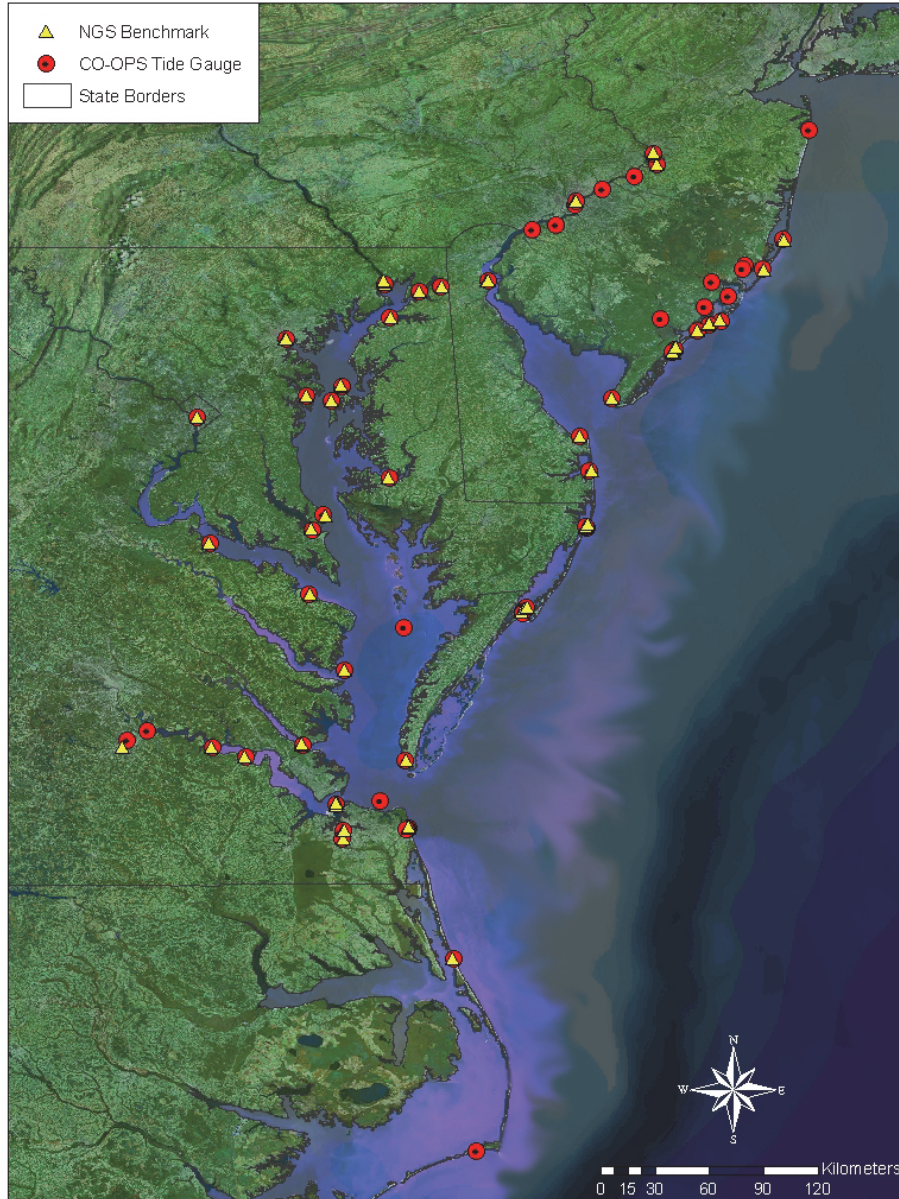 NGS Benchmark
CO-OPS Tide Gauge
State Borders
N
W E
S
Kilometers
0 15 30 60 90 120